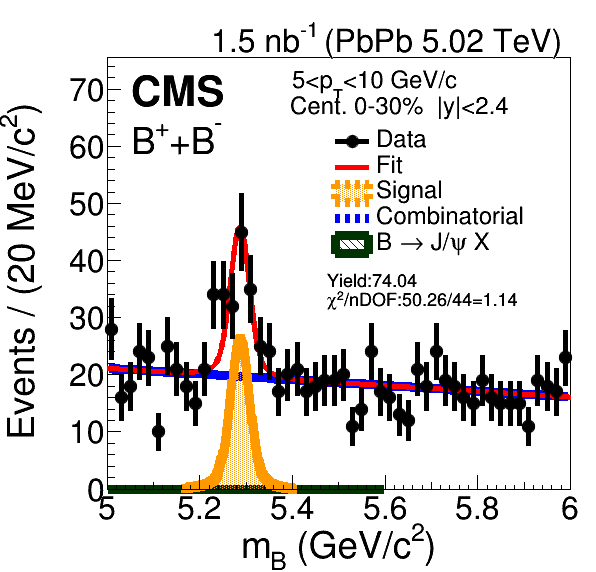 1.5 nb⁻¹ (PbPb 5.02 TeV)
CMS
B⁺+B⁻
5<p_T<10 GeV/c
Cent. 0-30% |y|<2.4
Data
Fit
Signal
Combinatorial
B → J/ψ X
Yield:74.04
χ²/nDOF:50.26/44=1.14
Events / (20 MeV/c²)
70
60
50
40
30
20
10
0
5 5.2 5.4 5.6 5.8 6
m_B (GeV/c²)